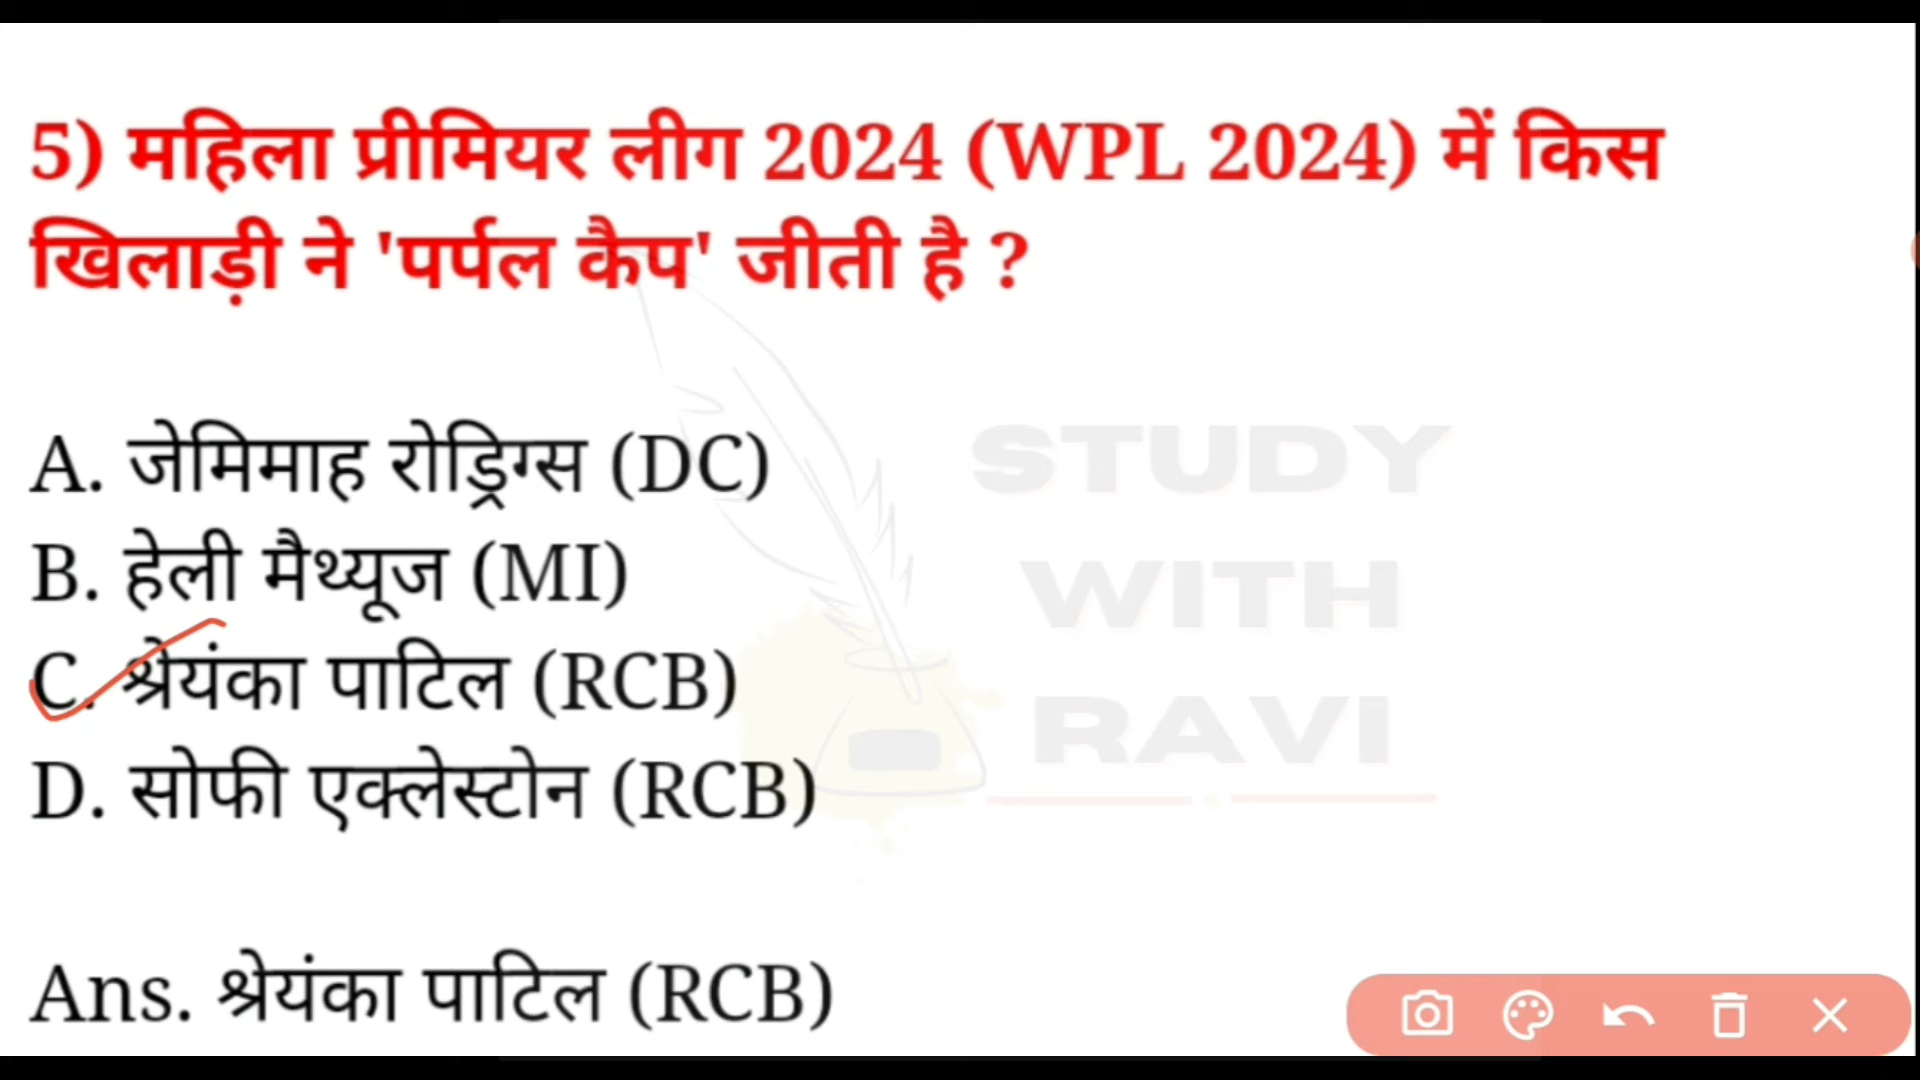 5) महिला प्रीमियर लीग 2024 (WPL 2024) में किस
खिलाड़ी ने 'पर्पल कैप' जीती है ?
A. जेमिमाह रोड्रिग्स (DC)
B. हेली मैथ्यूज (MI)
C. श्रेयंका पाटिल (RCB)
D. सोफी एक्लेस्टोन (RCB)
Ans. श्रेयंका पाटिल (RCB)
STUDY
WITH
RAVI